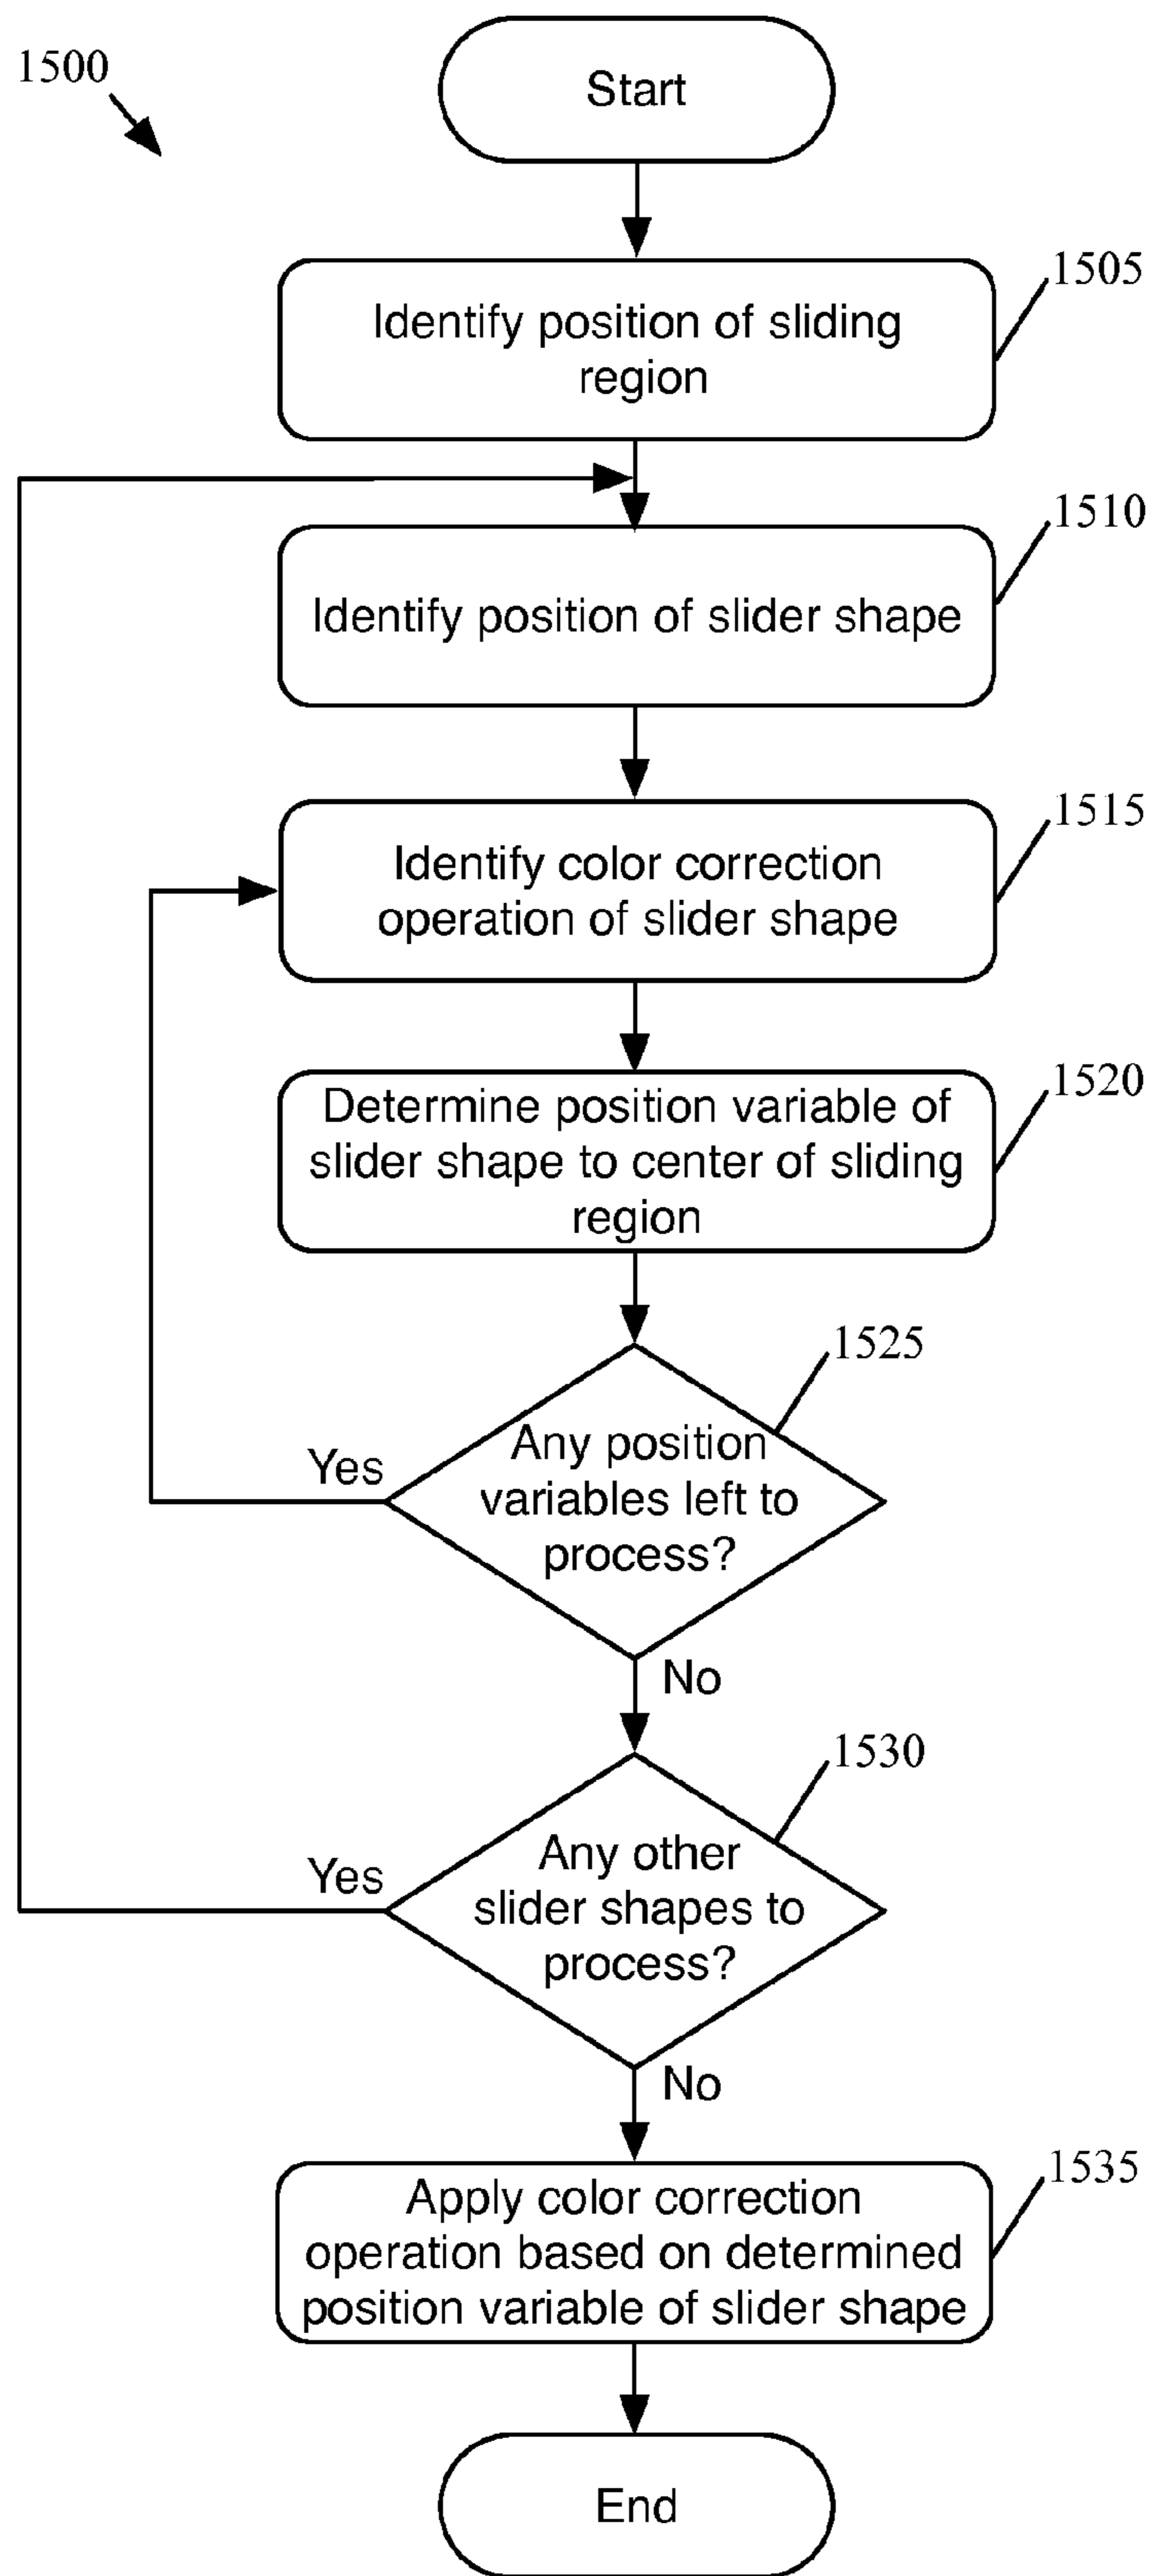 1500
Start
1505
Identify position of sliding
region
1510
Identify position of slider shape
1515
Identify color correction
operation of slider shape
1520
Determine position variable of
slider shape to center of sliding
region
1525
Any position
variables left to
process?
Yes
No
1530
Any other
slider shapes to
process?
Yes
No
1535
Apply color correction
operation based on determined
position variable of slider shape
End